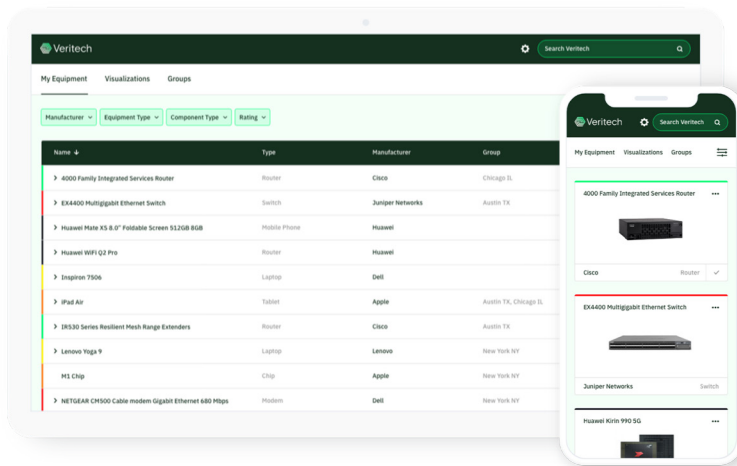 Veritech
Search Veritech
My Equipment Visualizations Groups
Manufacturer Equipment Type Component Type Rating
Name Type Manufacturer Group
4000 Family Integrated Services Router Router Cisco Chicago IL
EX4400 Multigigabit Ethernet Switch Switch Juniper Networks Austin TX
Huawei Mate XS 8.0" Foldable Screen 512GB 8GB Mobile Phone Huawei
Huawei WiFi Q2 Pro Router Huawei
Inspiron 7506 Laptop Dell
iPad Air Tablet Apple Austin TX, Chicago IL
IR530 Series Resilient Mesh Range Extenders Router Cisco Austin TX
Lenovo Yoga 9 Laptop Lenovo New York NY
M1 Chip Chip Apple New York NY
NETGEAR CM500 Cable modem Gigabit Ethernet 680 Mbps Modem Dell New York NY
Veritech
Search Veritech
My Equipment Visualizations Groups
4000 Family Integrated Services Router
Cisco Router
EX4400 Multigigabit Ethernet Switch
Juniper Networks Switch
Huawei Kirin 990 5G